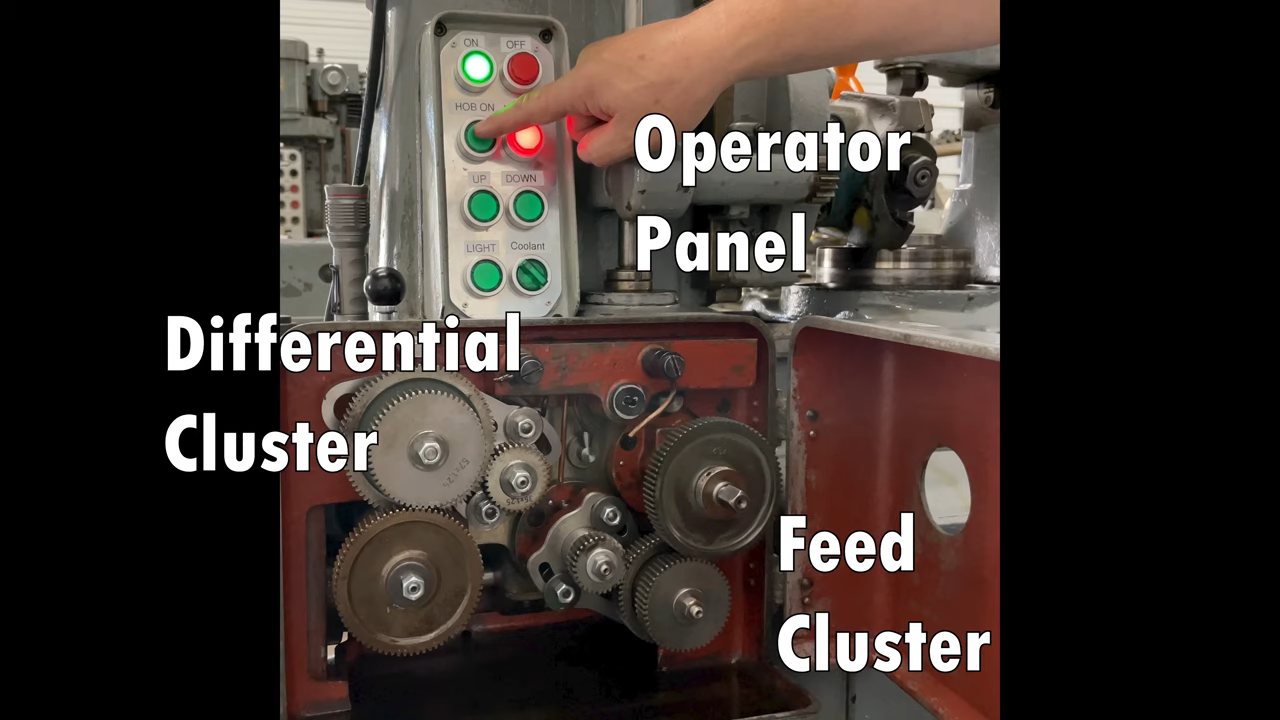 ON OFF
HOB ON
UP DOWN
LIGHT Coolant
Operator
Panel
Differential
Cluster
Feed
Cluster